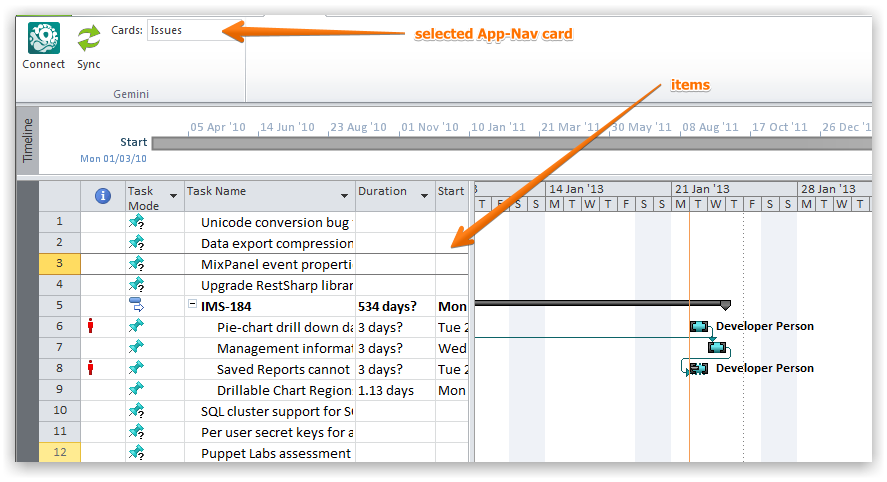 Cards: Issues
selected App-Nav card
Connect Sync
Gemini
items
Timeline
05 Apr '10 14 Jun '10 23 Aug '10 01 Nov '10 10 Jan '11 21 Mar '11 30 May '11 08 Aug '11 17 Oct '11 26 Dec '
Start
Mon 01/03/10
Task Mode Task Name Duration Start
3 14 Jan '13 21 Jan '13 28 Jan '13
T F S S M T W T F S S M T W T F S S M T W T
1 Unicode conversion bug
2 Data export compression
3 MixPanel event properti
4 Upgrade RestSharp librar
5 IMS-184 534 days? Mon
6 Pie-chart drill down da 3 days? Tue 2 Developer Person
7 Management informat 3 days? Wed
8 Saved Reports cannot 3 days? Tue 2 Developer Person
9 Drillable Chart Regions 1.13 days Mon
10 SQL cluster support for SC
11 Per user secret keys for a
12 Puppet Labs assessment